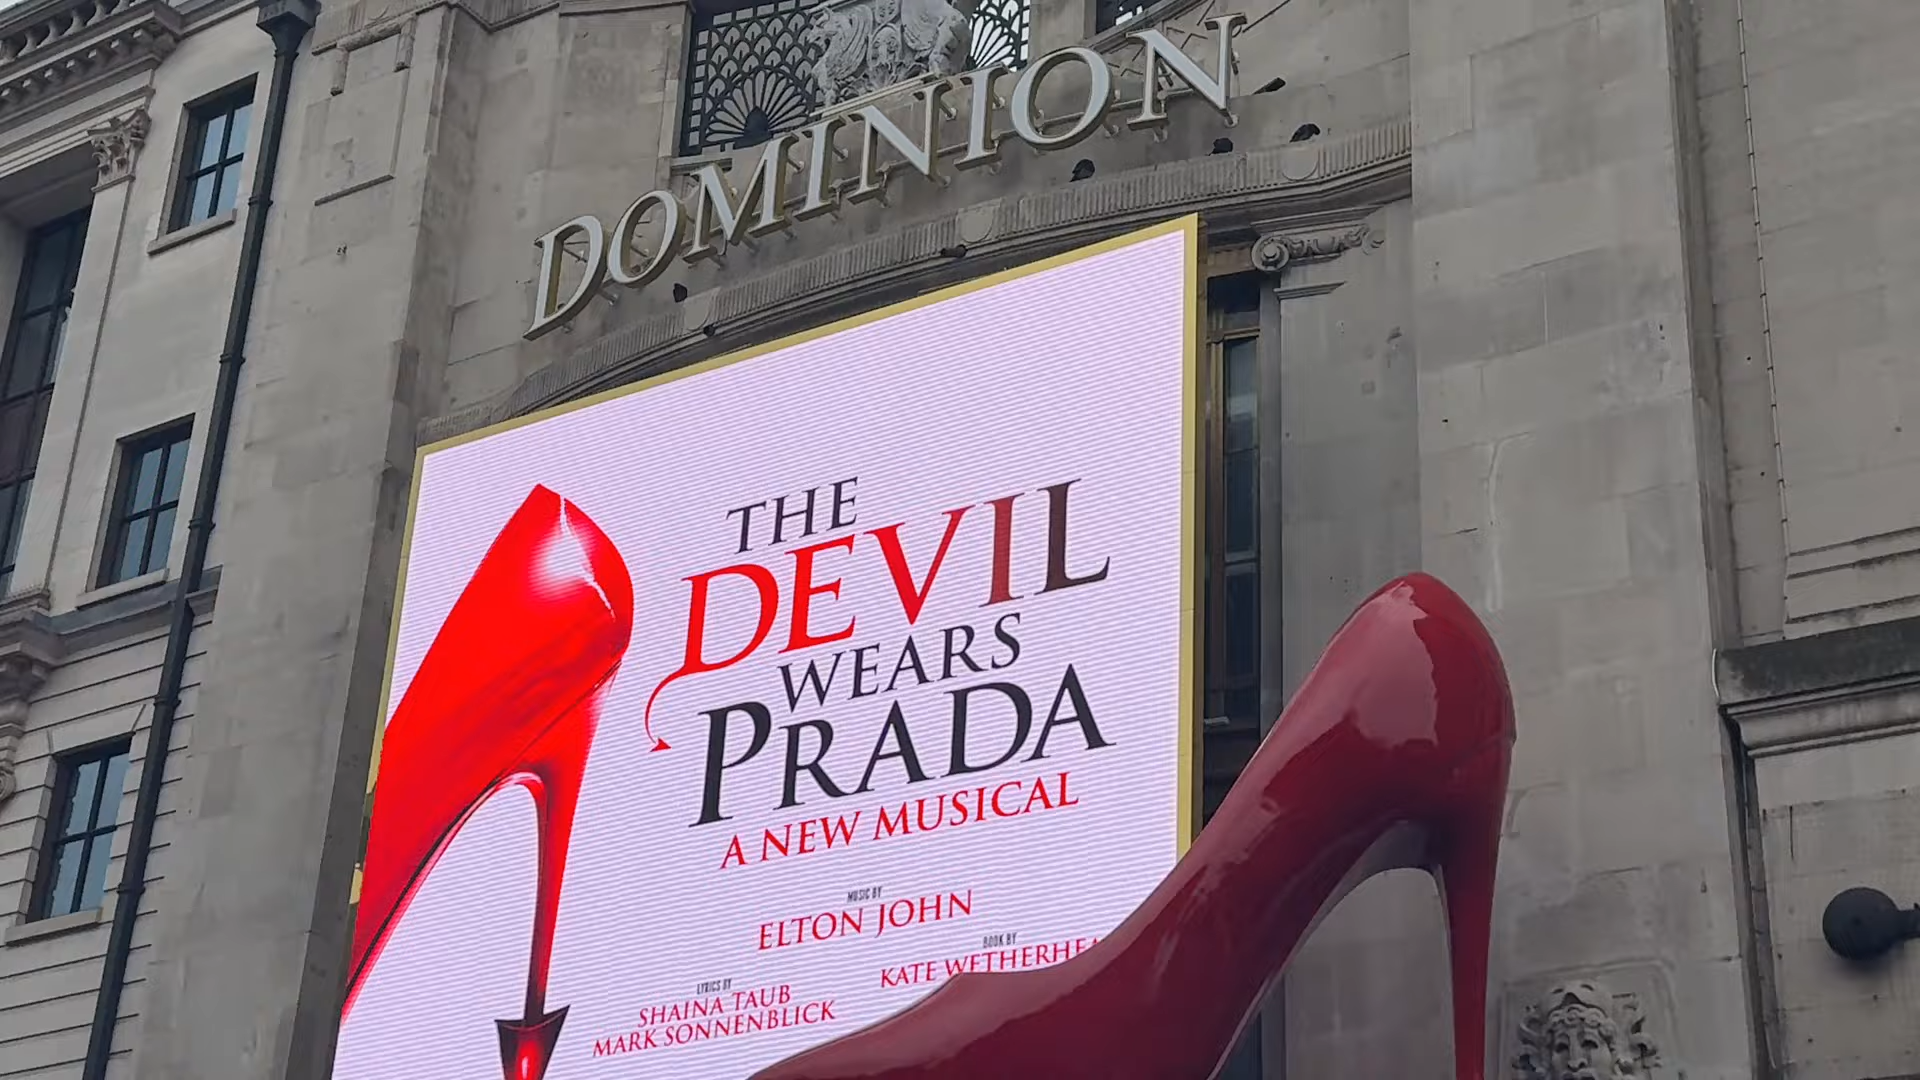 DOMINION
THE
DEVIL
WEARS
PRADA
A NEW MUSICAL
MUSIC BY
ELTON JOHN
BOOK BY
KATE WETHERHEA
LYRICS BY
SHAINA TAUB
MARK SONNENBLICK